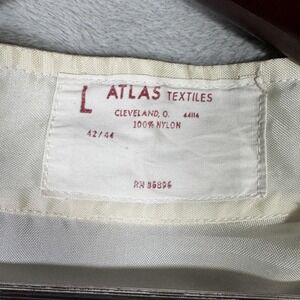 L ATLAS TEXTILES
CLEVELAND, O. 44114
100% NYLON
42/44
RN 36896